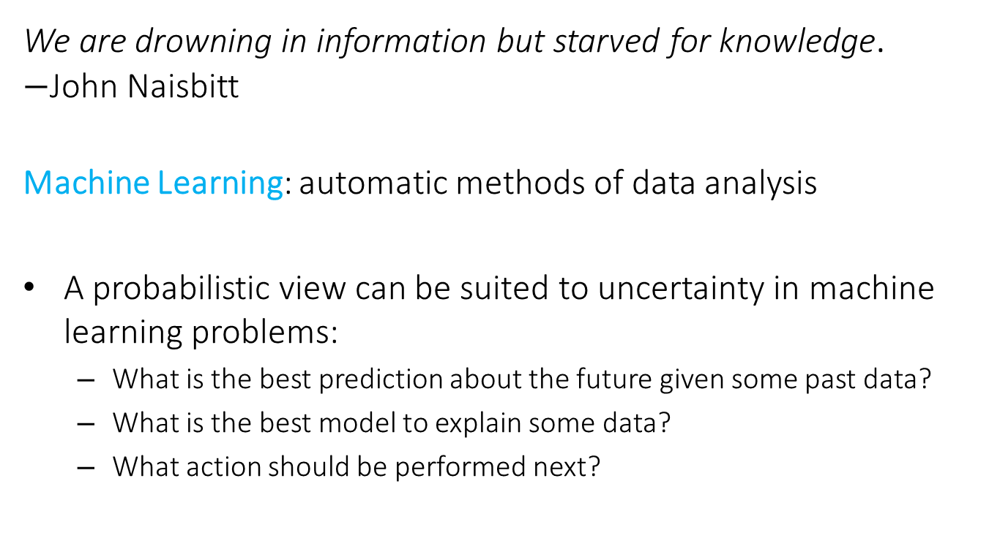 We are drowning in information but starved for knowledge.
—John Naisbitt
Machine Learning: automatic methods of data analysis
• A probabilistic view can be suited to uncertainty in machine
learning problems:
– What is the best prediction about the future given some past data?
– What is the best model to explain some data?
– What action should be performed next?